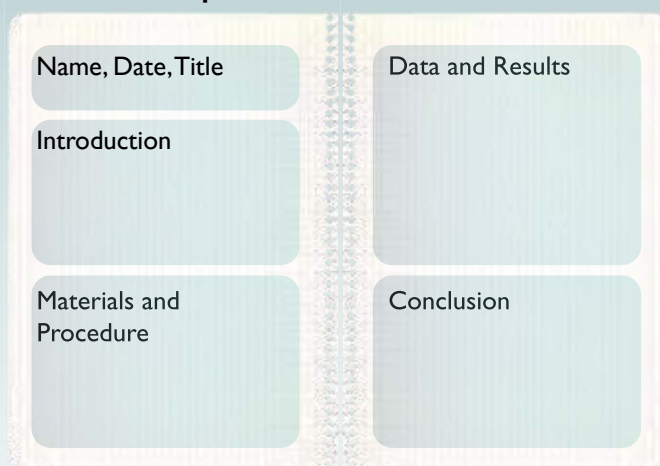 Name, Date, Title
Introduction
Materials and
Procedure
Data and Results
Conclusion